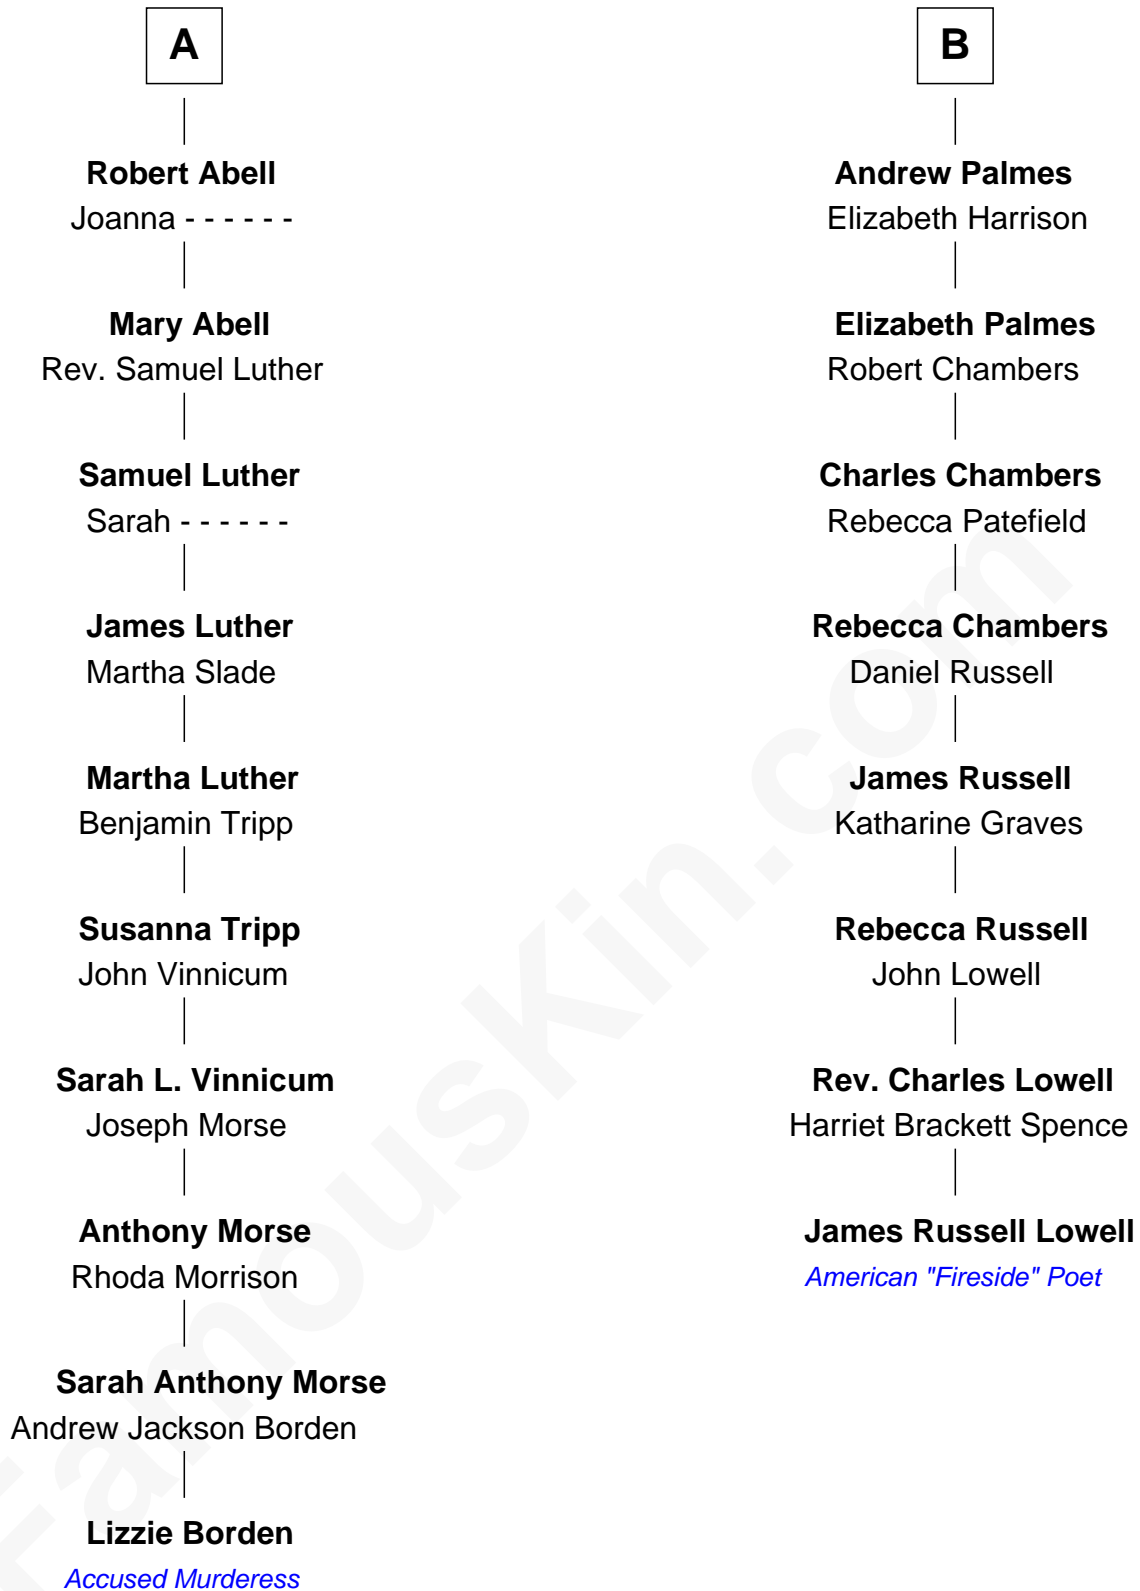 A
Robert Abell
Joanna - - - - - -
Mary Abell
Rev. Samuel Luther
Samuel Luther
Sarah - - - - - -
James Luther
Martha Slade
Martha Luther
Benjamin Tripp
Susanna Tripp
John Vinnicum
Sarah L. Vinnicum
Joseph Morse
Anthony Morse
Rhoda Morrison
Sarah Anthony Morse
Andrew Jackson Borden
Lizzie Borden
Accused Murderess
B
Andrew Palmes
Elizabeth Harrison
Elizabeth Palmes
Robert Chambers
Charles Chambers
Rebecca Patefield
Rebecca Chambers
Daniel Russell
James Russell
Katharine Graves
Rebecca Russell
John Lowell
Rev. Charles Lowell
Harriet Brackett Spence
James Russell Lowell
American "Fireside" Poet
FamousKin.com